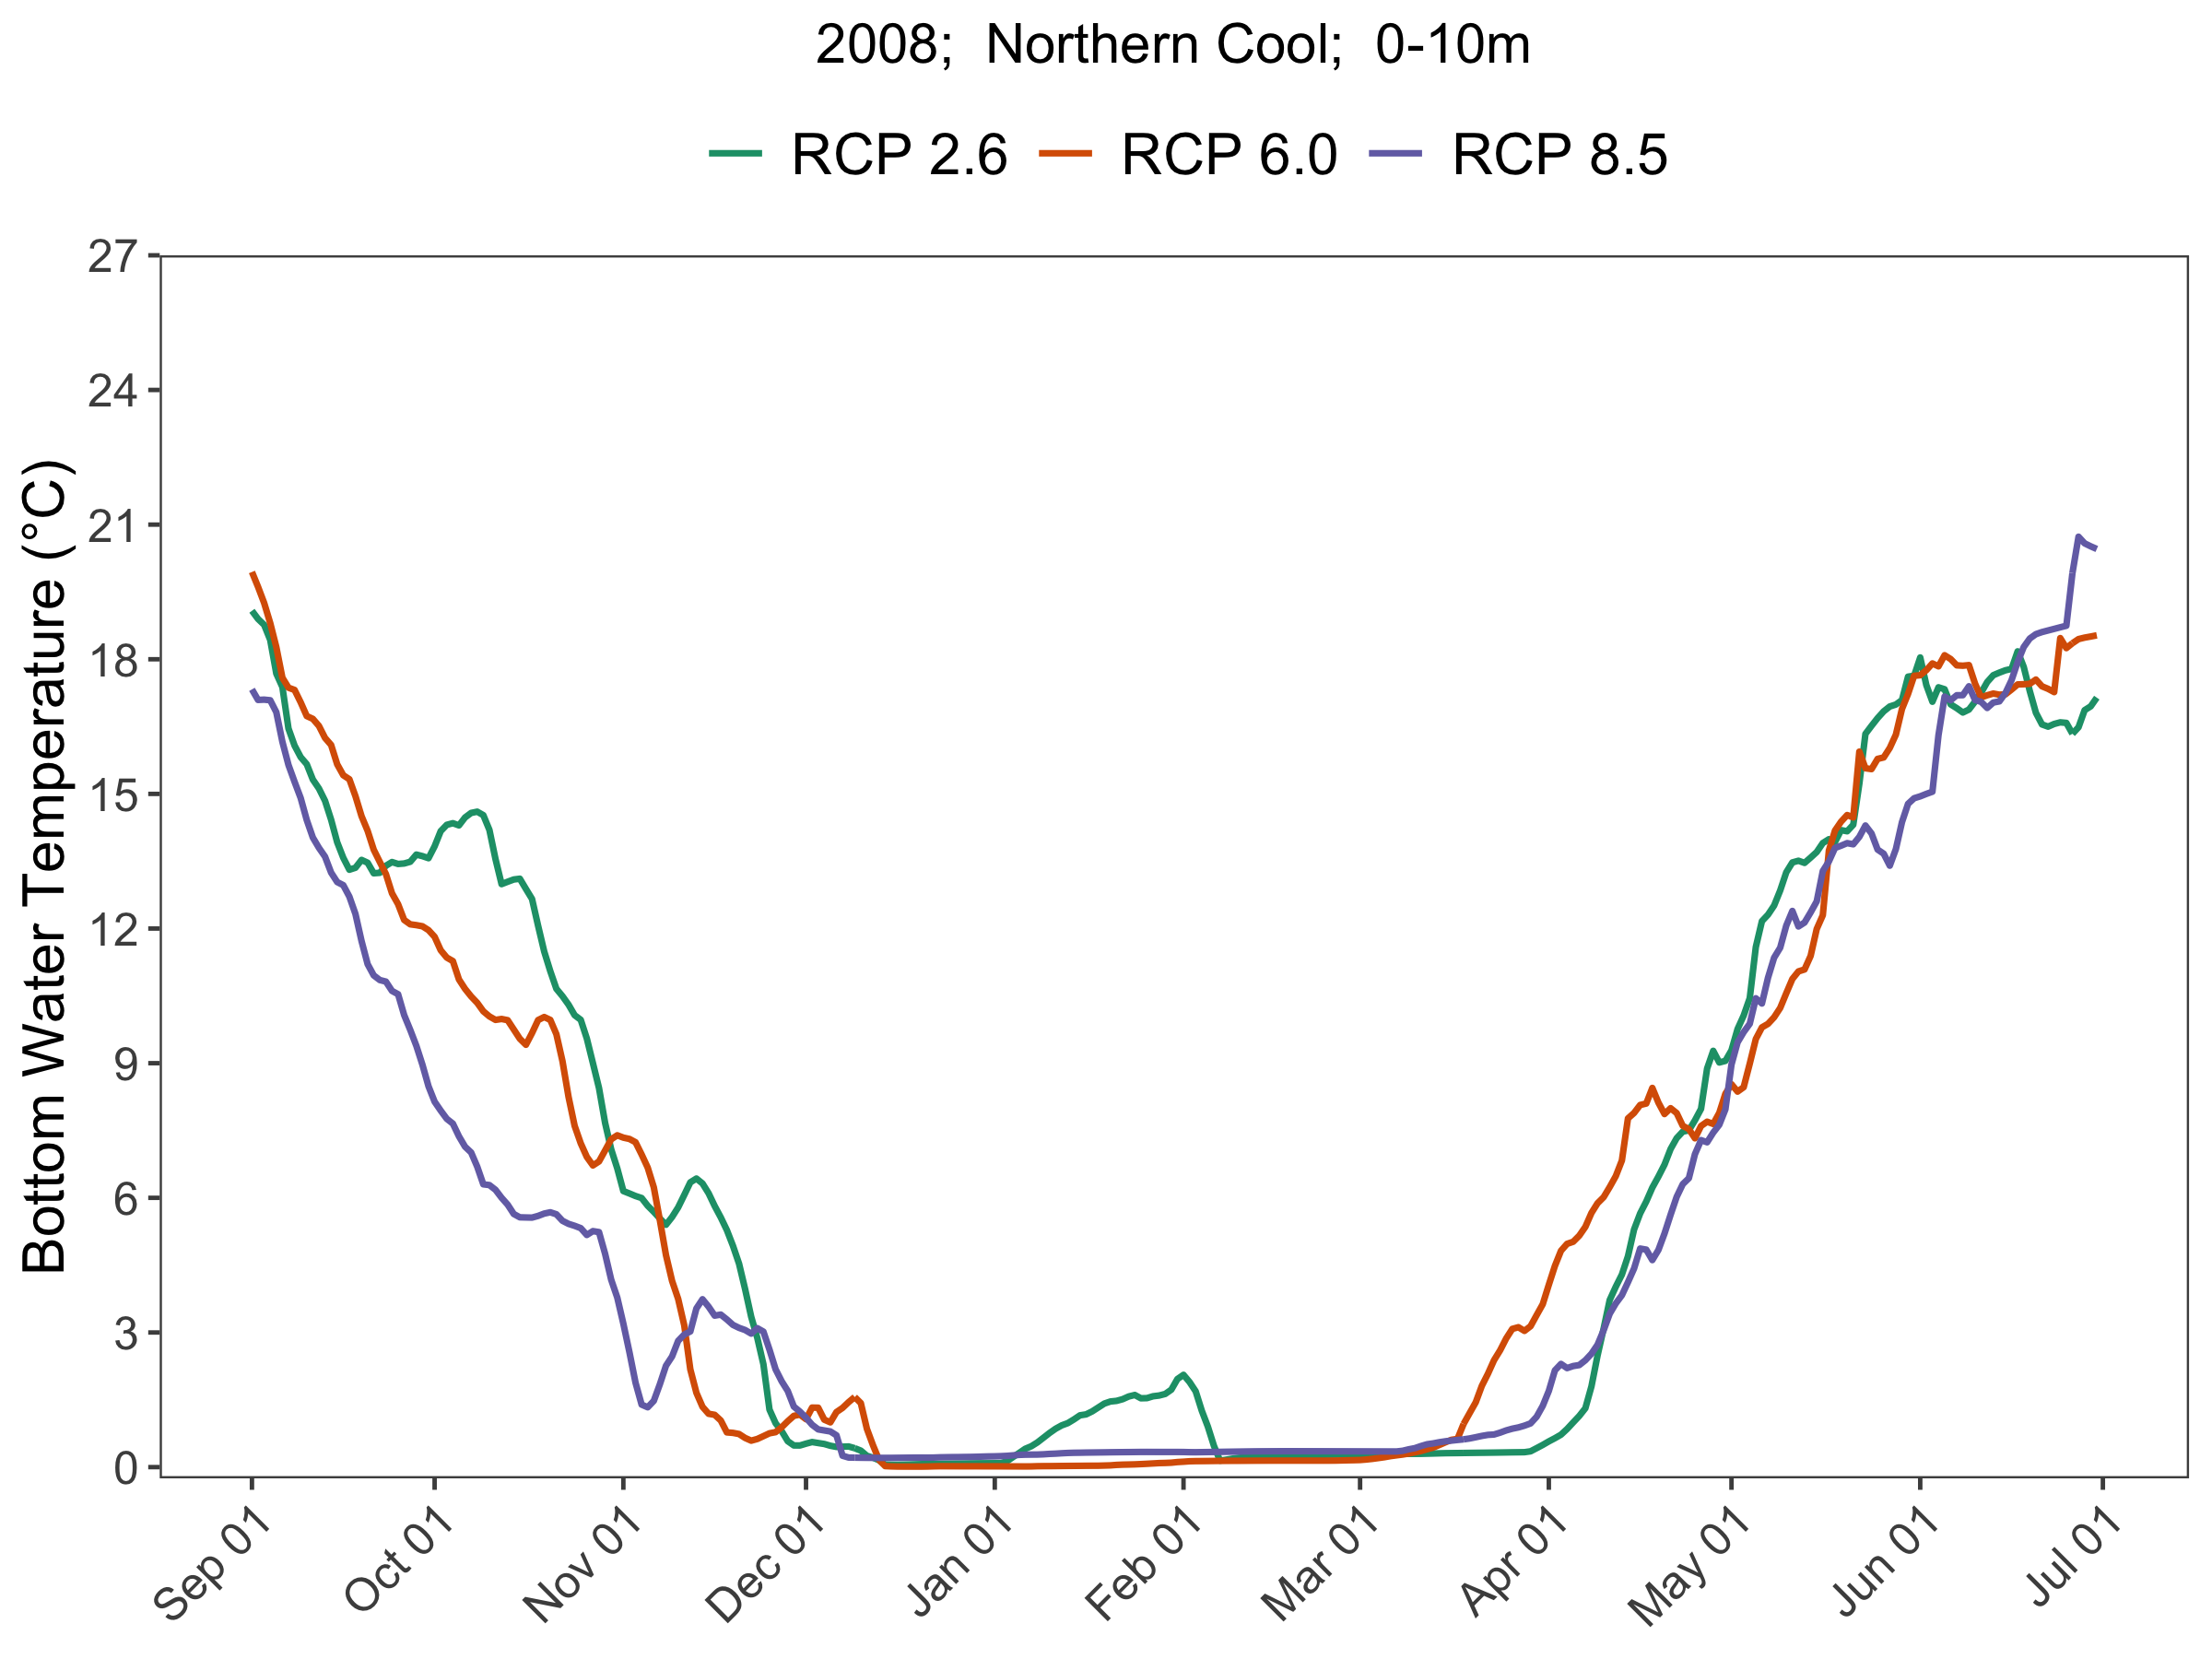 2008;  Northern Cool;  0-10m
RCP 2.6 RCP 6.0 RCP 8.5
Bottom Water Temperature (°C)
27
24
21
18
15
12
9
6
3
0
Sep 01 Oct 01 Nov 01 Dec 01 Jan 01 Feb 01 Mar 01 Apr 01 May 01 Jun 01 Jul 01